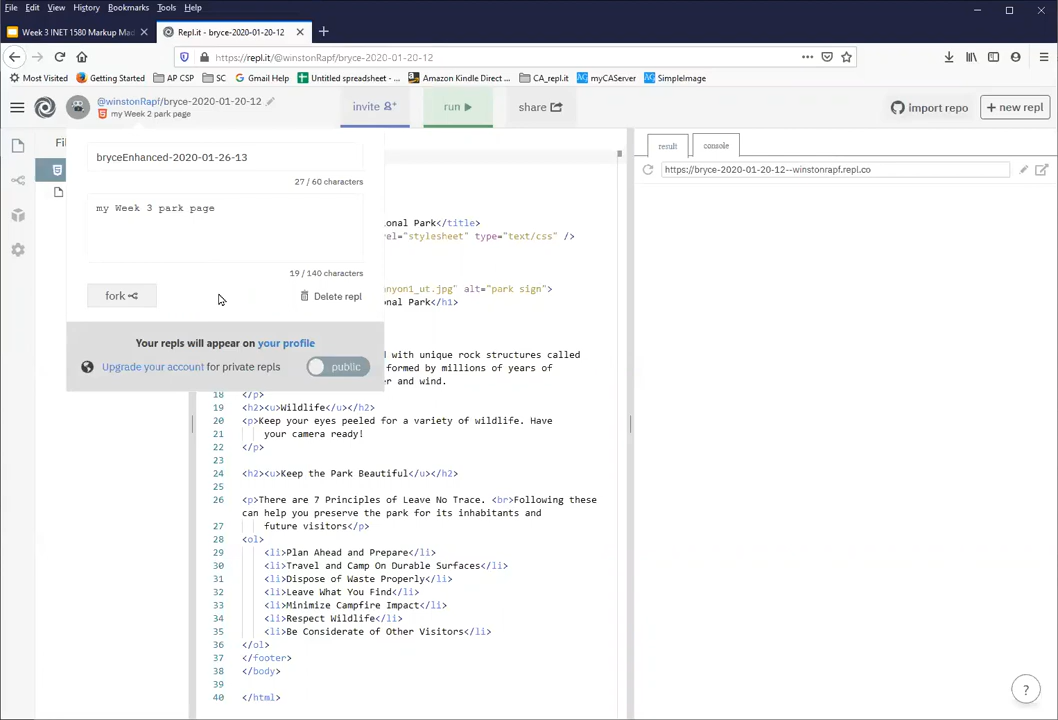 File Edit View History Bookmarks Tools Help
Week 3 INET 1580 Markup Mad
Repl.it - bryce-2020-01-20-12
https://repl.it/@winstonRapf/bryce-2020-01-20-12
Most Visited Getting Started AP CSP SC Gmail Help Untitled spreadsheet - ... Amazon Kindle Direct ... CA_repl.it myCAServer SimpleImage
@winstonRapf/bryce-2020-01-20-12
my Week 2 park page
invite
run
share
import repo
+ new repl
Fi
bryceEnhanced-2020-01-26-13
27 / 60 characters
my Week 3 park page
19 / 140 characters
fork
Delete repl
Your repls will appear on your profile
Upgrade your account for private repls
public
result console
https://bryce-2020-01-20-12--winstonrapf.repl.co
ional Park</title>
el="stylesheet" type="text/css" />
anyon1_ut.jpg" alt="park sign">
ional Park</h1>
d with unique rock structures called
ormed by millions of years of
er and wind.
18 </p>
19 <h2><u>Wildlife</u></h2>
20 <p>Keep your eyes peeled for a variety of wildlife. Have
21 your camera ready!
22 </p>
23
24 <h2><u>Keep the Park Beautiful</u></h2>
25
26 <p>There are 7 Principles of Leave No Trace. <br>Following these
can help you preserve the park for its inhabitants and
27 future visitors</p>
28 <ol>
29 <li>Plan Ahead and Prepare</li>
30 <li>Travel and Camp On Durable Surfaces</li>
31 <li>Dispose of Waste Properly</li>
32 <li>Leave What You Find</li>
33 <li>Minimize Campfire Impact</li>
34 <li>Respect Wildlife</li>
35 <li>Be Considerate of Other Visitors</li>
36 </ol>
37 </footer>
38 </body>
39
40 </html>
?